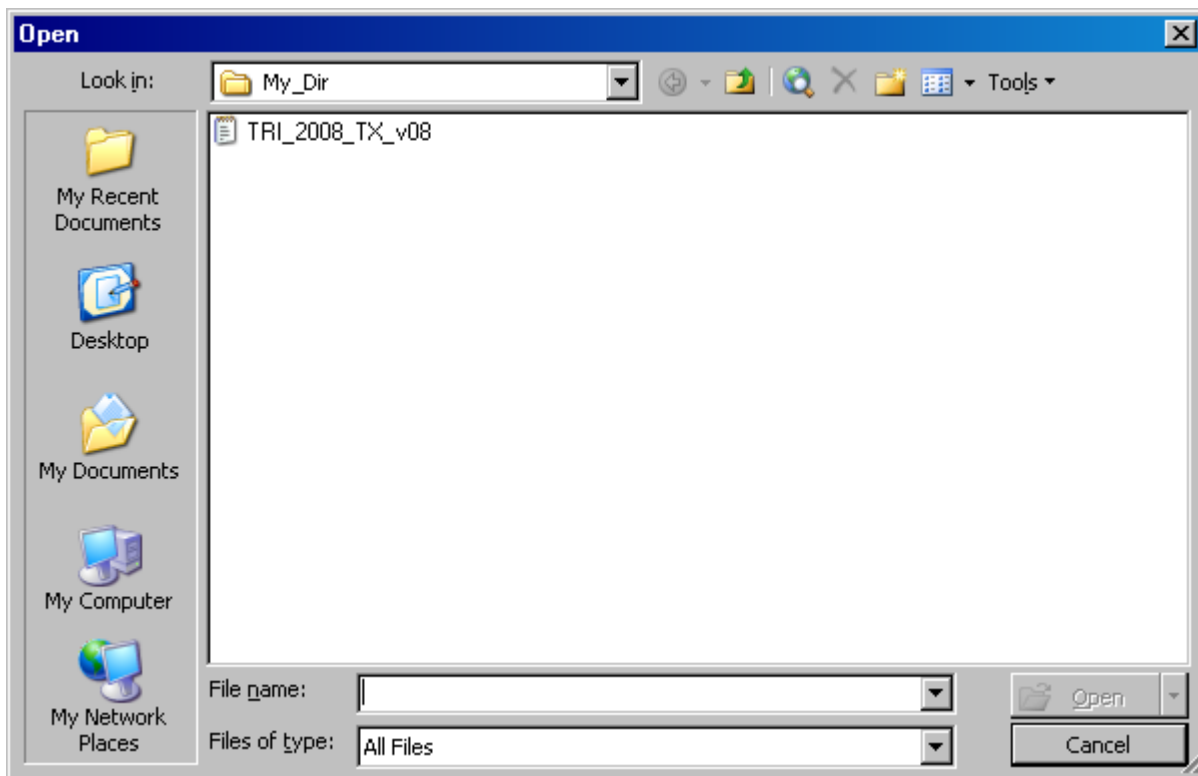 Open
Look in:
My_Dir
Tools
TRI_2008_TX_v08
My Recent
Documents
Desktop
My Documents
My Computer
My Network
Places
File name:
Open
Files of type:
All Files
Cancel